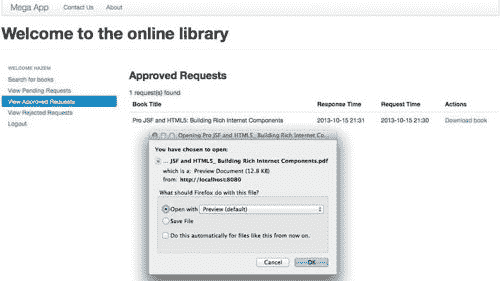 Mega App Contact Us About
Welcome to the online library
WELCOME HAZEM
Search for books
View Pending Requests
View Approved Requests
View Rejected Requests
Logout
Approved Requests
1 request(s) found
Book Title Response Time Request Time Actions
Pro JSF and HTML5: Building Rich Internet Components 2013-10-15 21:31 2013-10-15 21:30 Download book
Opening Pro JSF and HTML5_ Building Rich Internet Co...
You have chosen to open:
... JSF and HTML5_ Building Rich Internet Components.pdf
which is a: Preview Document (12.8 KB)
from: http://localhost:8080
What should Firefox do with this file?
Open with Preview (default)
Save File
Do this automatically for files like this from now on.
Cancel OK